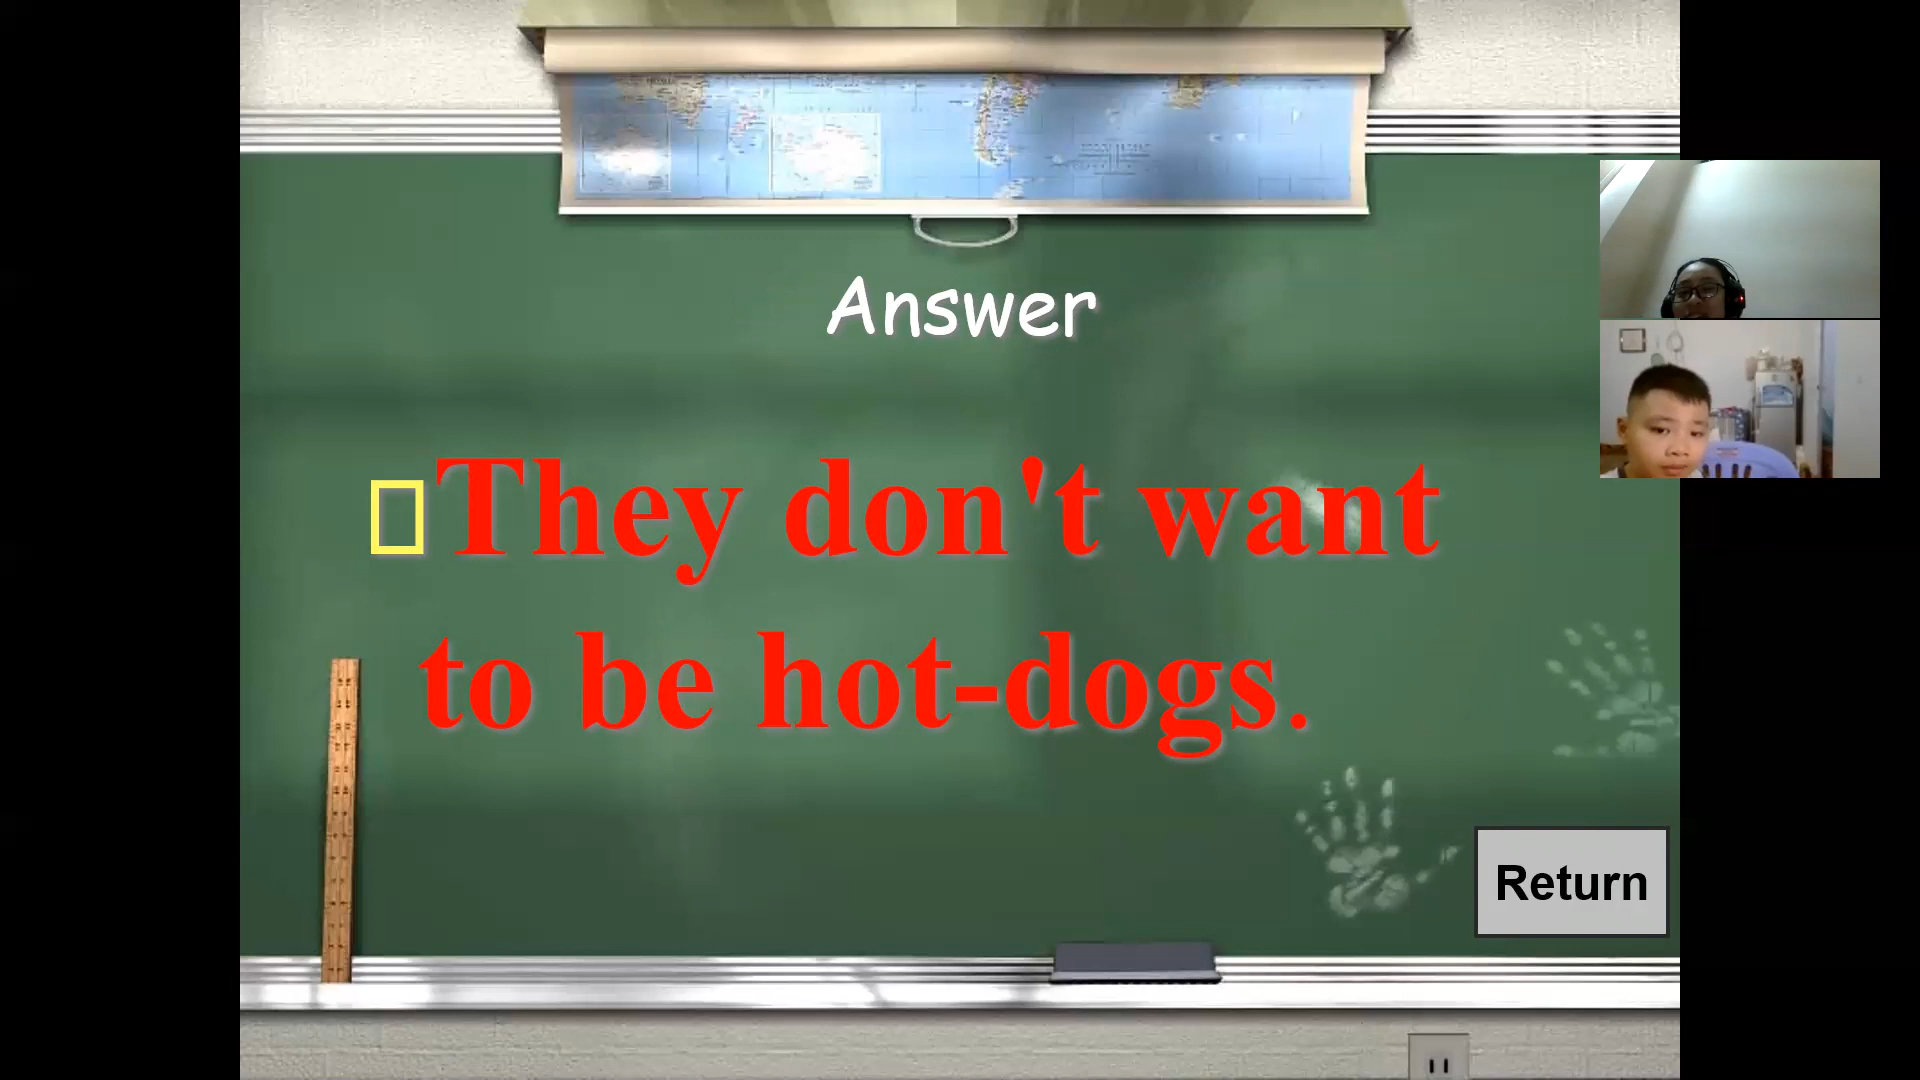 Answer
They don't want
to be hot-dogs.
Return